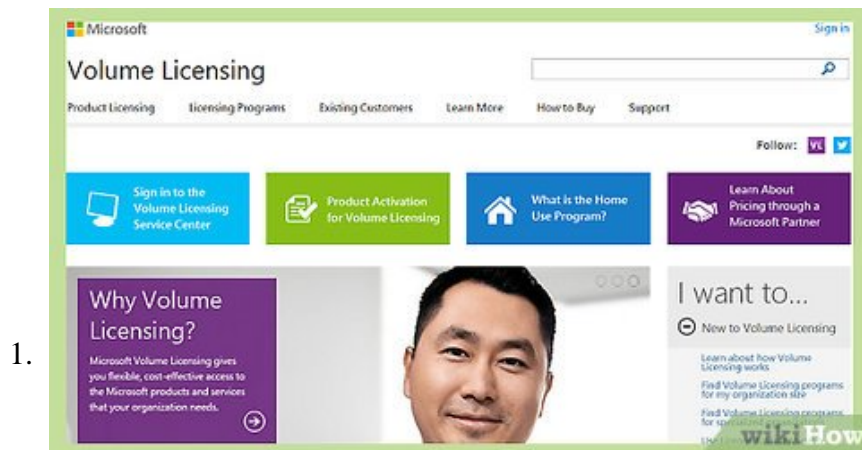 Microsoft
Sign in
Volume Licensing
Product Licensing Licensing Programs Existing Customers Learn More How to Buy Support
Follow: VL
Sign in to the
Volume Licensing
Service Center
Product Activation
for Volume Licensing
What is the Home
Use Program?
Learn About
Pricing through a
Microsoft Partner
Why Volume
Licensing?
Microsoft Volume Licensing gives
you flexible, cost-effective access to
the Microsoft products and services
that your organization needs.
I want to...
New to Volume Licensing
Learn about how Volume
Licensing works
Find Volume Licensing programs
for my organization size
Find Volume Licensing programs
for
wikiHow
1.